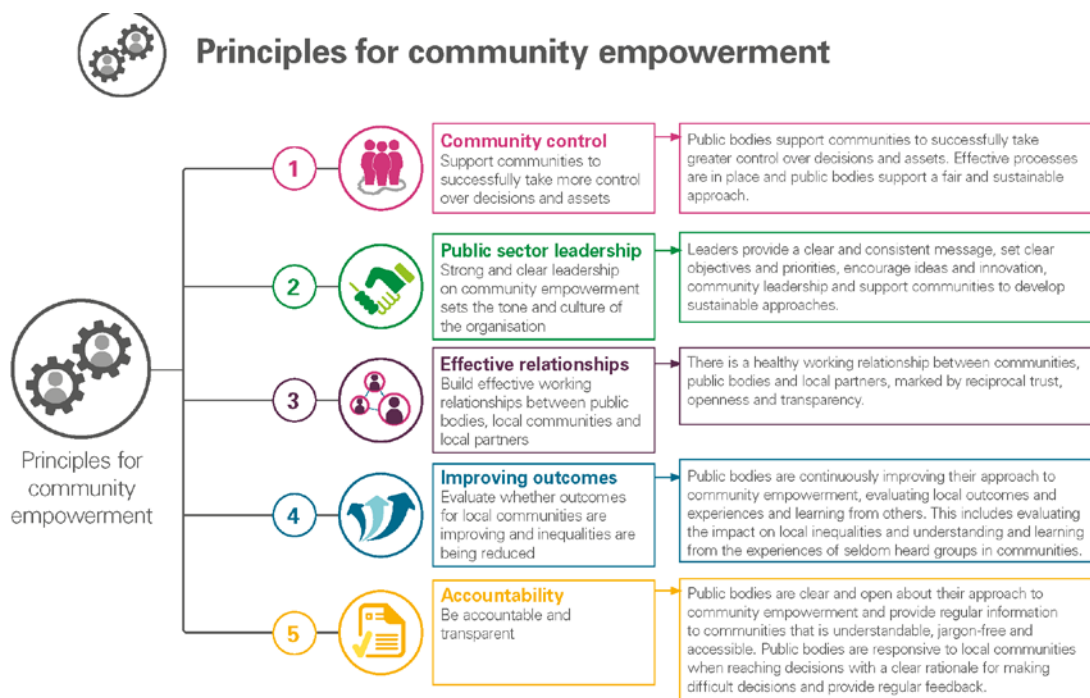 Principles for community empowerment
Principles for
community
empowerment
1
Community control
Support communities to
successfully take more control
over decisions and assets
Public bodies support communities to successfully take
greater control over decisions and assets. Effective processes
are in place and public bodies support a fair and sustainable
approach.
2
Public sector leadership
Strong and clear leadership
on community empowerment
sets the tone and culture of
the organisation
Leaders provide a clear and consistent message, set clear
objectives and priorities, encourage ideas and innovation,
community leadership and support communities to develop
sustainable approaches.
3
Effective relationships
Build effective working
relationships between public
bodies, local communities and
local partners
There is a healthy working relationship between communities,
public bodies and local partners, marked by reciprocal trust,
openness and transparency.
4
Improving outcomes
Evaluate whether outcomes
for local communities are
improving and inequalities are
being reduced
Public bodies are continuously improving their approach to
community empowerment, evaluating local outcomes and
experiences and learning from others. This includes evaluating
the impact on local inequalities and understanding and learning
from the experiences of seldom heard groups in communities.
5
Accountability
Be accountable and
transparent
Public bodies are clear and open about their approach to
community empowerment and provide regular information
to communities that is understandable, jargon-free and
accessible. Public bodies are responsive to local communities
when reaching decisions with a clear rationale for making
difficult decisions and provide regular feedback.